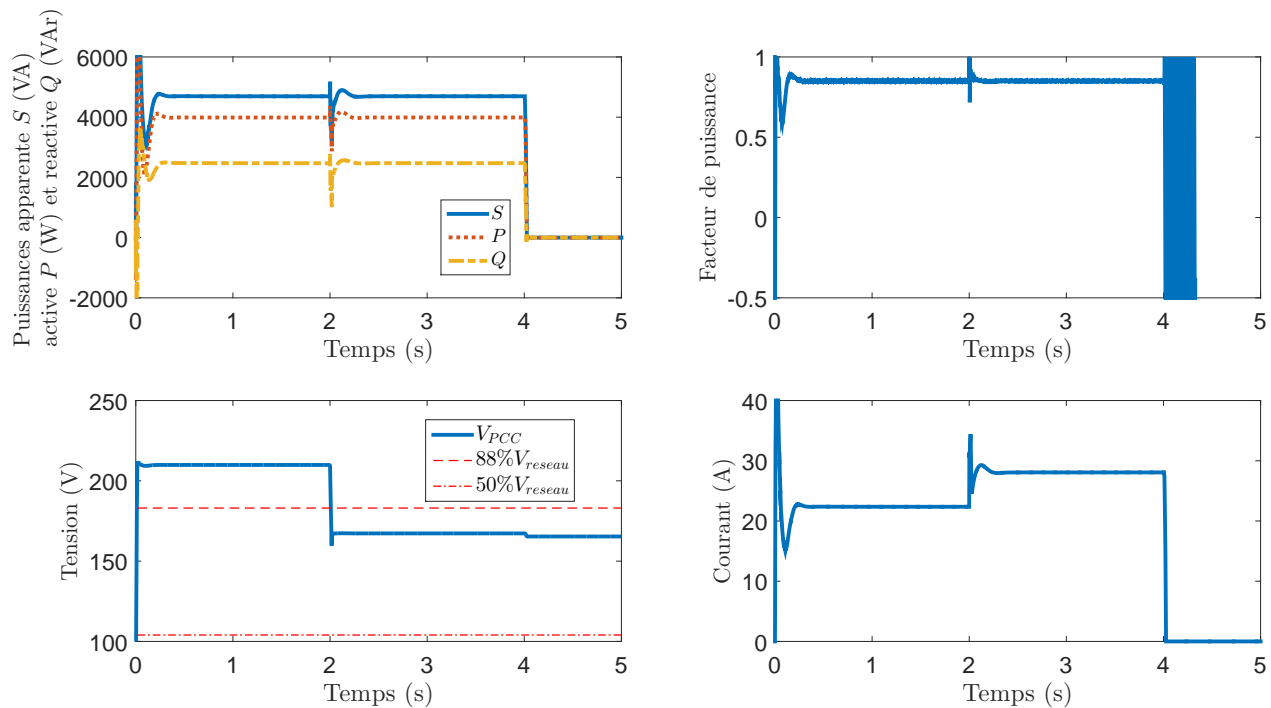 Puissances apparente S (VA)
active P (W) et reactive Q (VAr)
6000
4000
2000
0
-2000
0
1
2
3
4
5
Temps (s)
S
P
Q
Facteur de puissance
1
0.5
0
-0.5
0
1
2
3
4
5
Temps (s)
Tension (V)
250
200
150
100
0
1
2
3
4
5
Temps (s)
V_PCC
88%V_reseau
50%V_reseau
Courant (A)
40
30
20
10
0
0
1
2
3
4
5
Temps (s)